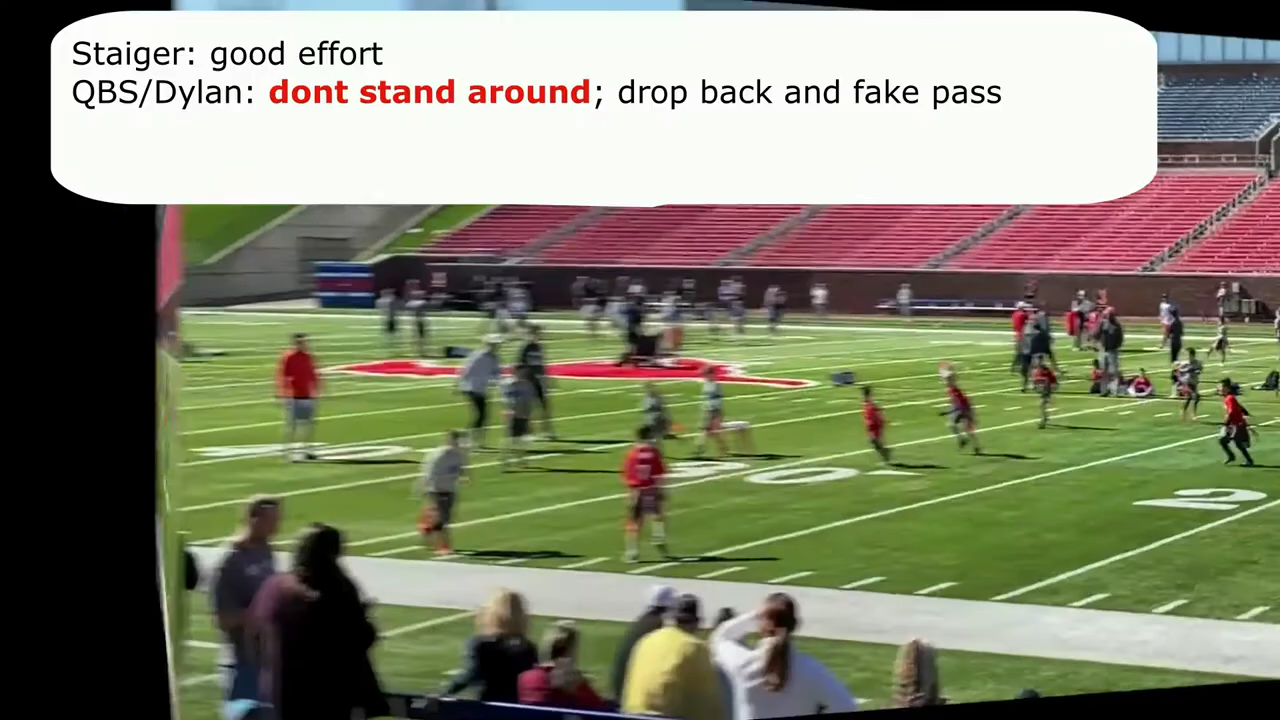 Staiger: good effort
QBS/Dylan: dont stand around; drop back and fake pass